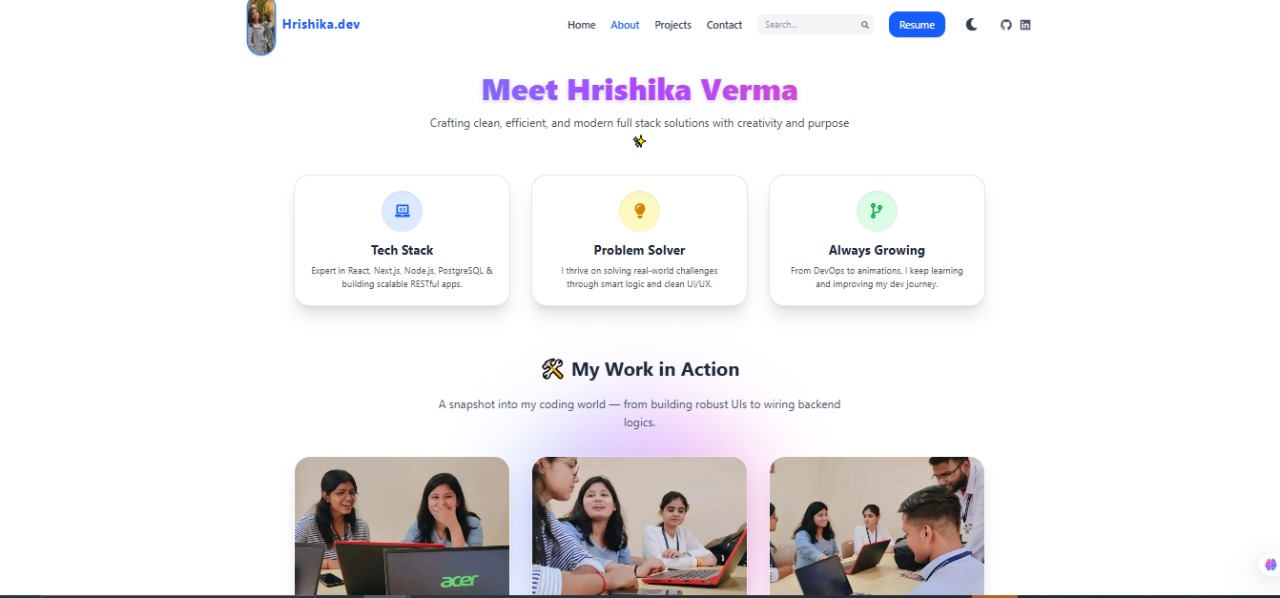 Hrishika.dev
Home About Projects Contact Search... Resume
Meet Hrishika Verma
Crafting clean, efficient, and modern full stack solutions with creativity and purpose
✨
Tech Stack
Expert in React, Next.js, Node.js, PostgreSQL &
building scalable RESTful apps.
Problem Solver
I thrive on solving real-world challenges
through smart logic and clean UI/UX.
Always Growing
From DevOps to animations, I keep learning
and improving my dev journey.
🛠 My Work in Action
A snapshot into my coding world — from building robust UIs to wiring backend
logics.
acer